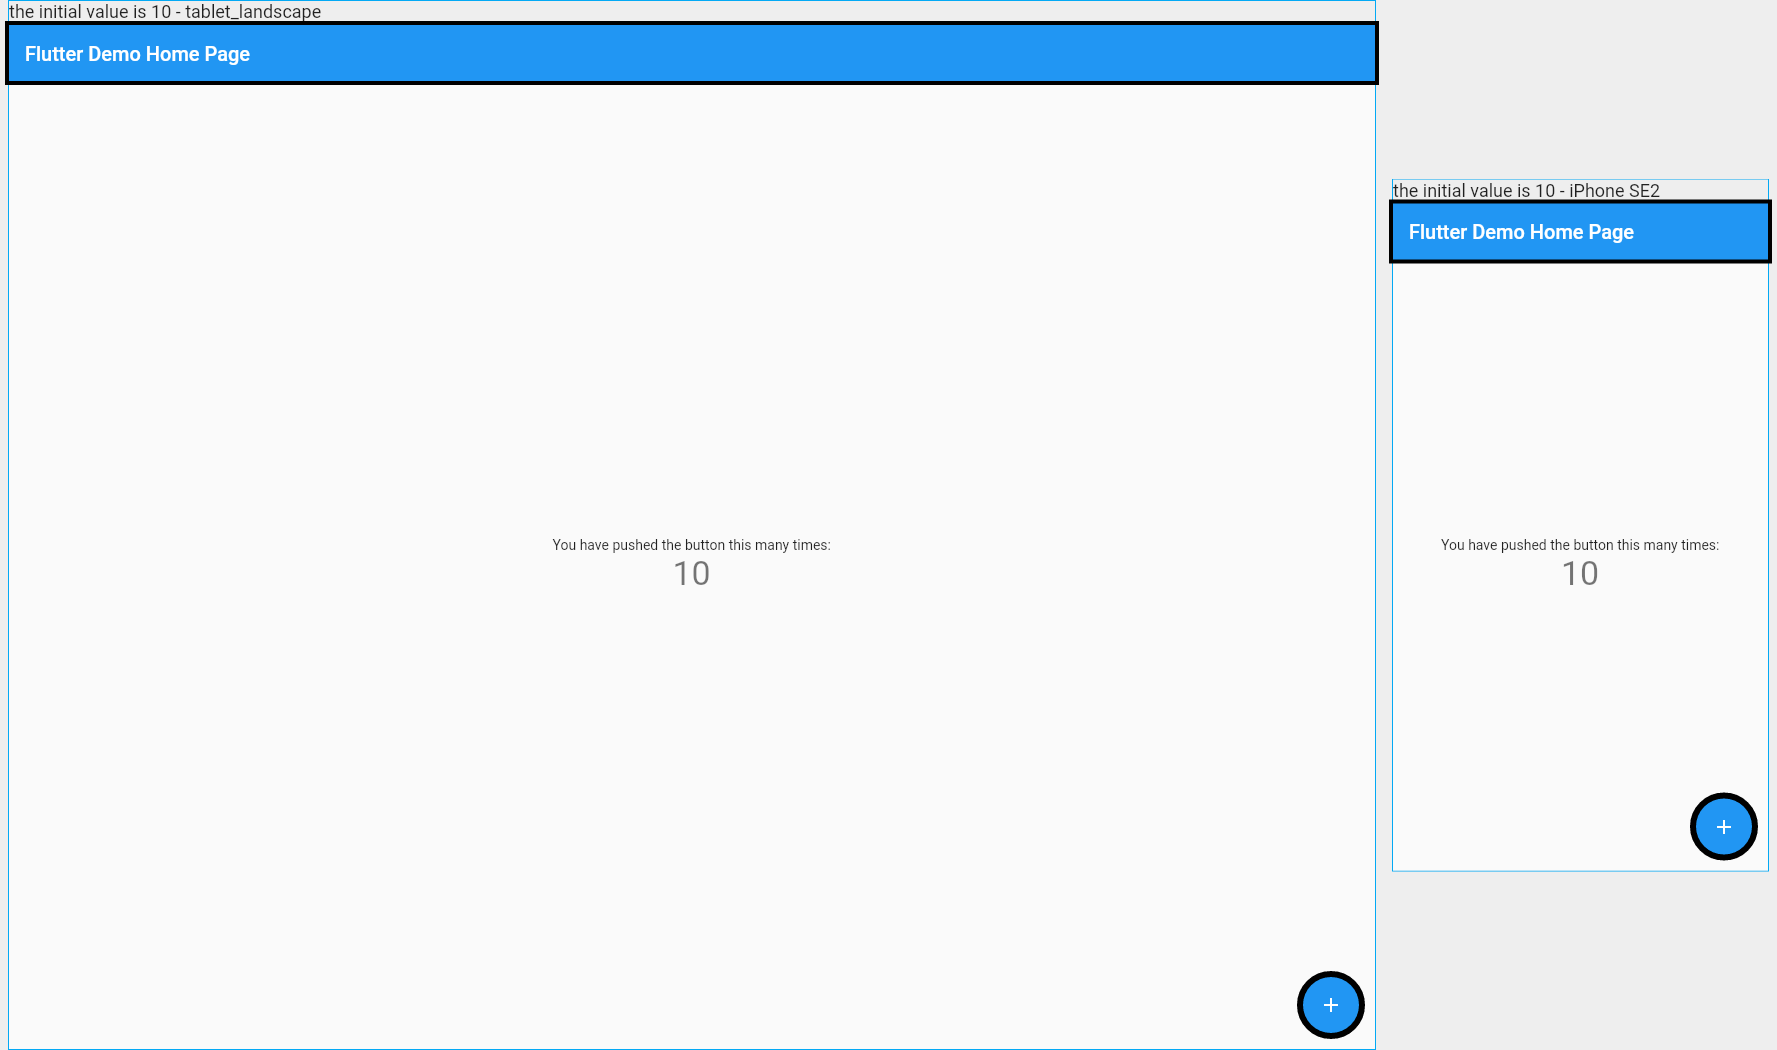 the initial value is 10 - tablet_landscape
Flutter Demo Home Page
You have pushed the button this many times:
10
the initial value is 10 - iPhone SE2
Flutter Demo Home Page
You have pushed the button this many times:
10